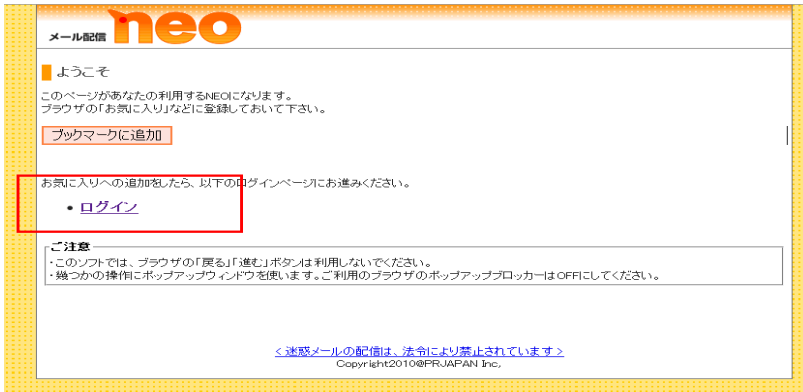 メール配信 neo
ようこそ
このページがあなたの利用するNEOになります。
ブラウザの「お気に入り」などに登録しておいて下さい。
ブックマークに追加
お気に入りへの追加をしたら、以下のログインページにお進みください。
• ログイン
ご注意
・このソフトでは、ブラウザの「戻る」「進む」ボタンは利用しないでください。
・幾つかの操作にポップアップウィンドウを使います。ご利用のブラウザのポップアップブロッカーはOFFにしてください。
< 迷惑メールの配信は、法令により禁止されています >
Copyright2010@PRJAPAN Inc,